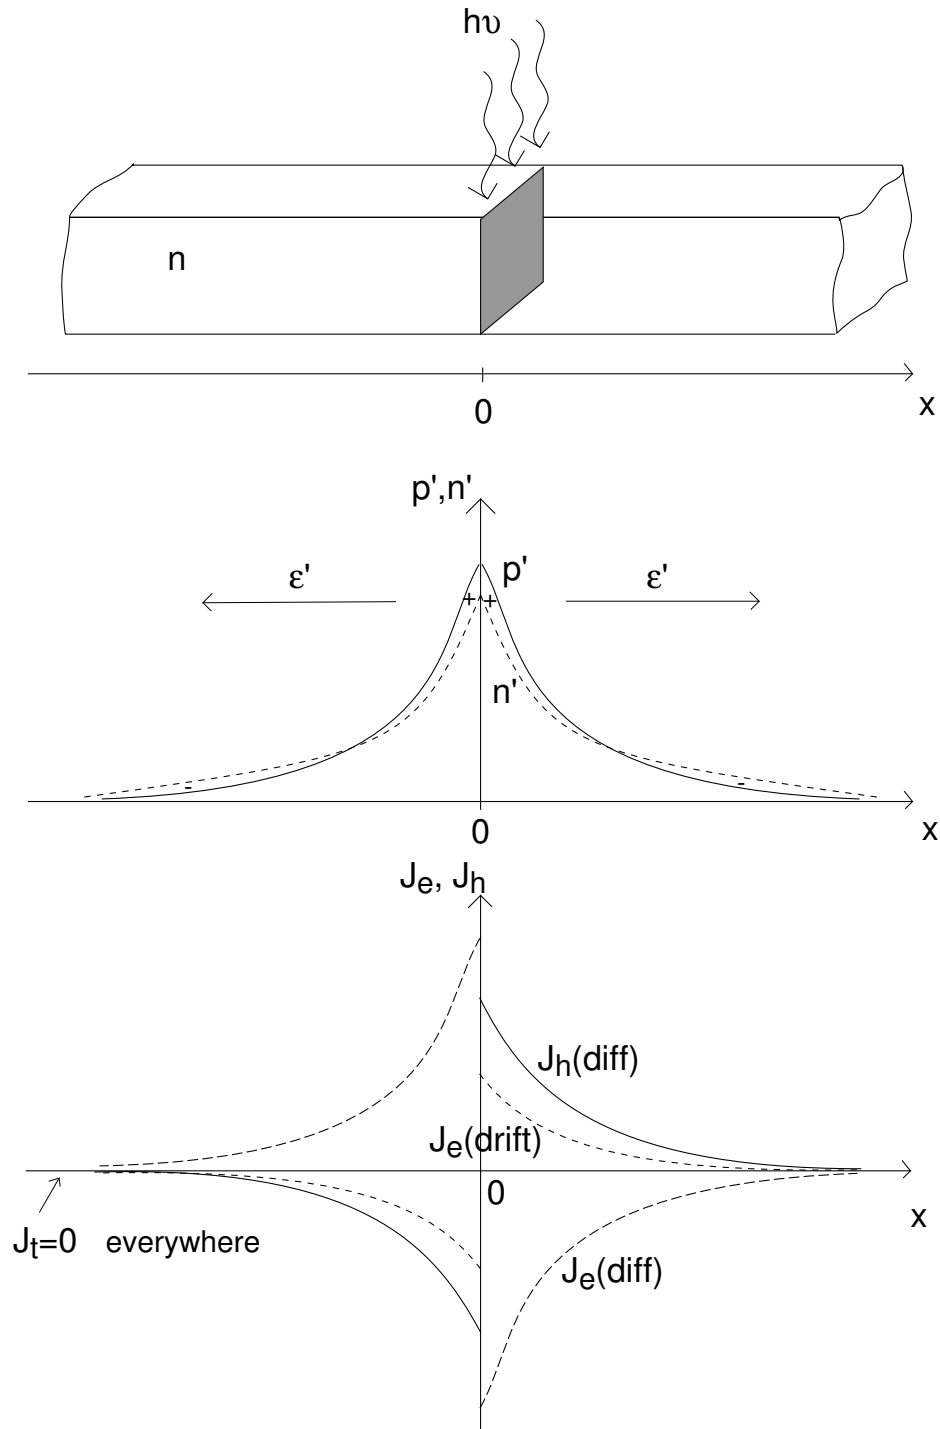 hυ
n
0
x
p',n'
ε' p' ε'
+ +
n'
- -
0
x
Je, Jh
Jh(diff)
Je(drift)
0
x
Jt=0 everywhere
Je(diff)